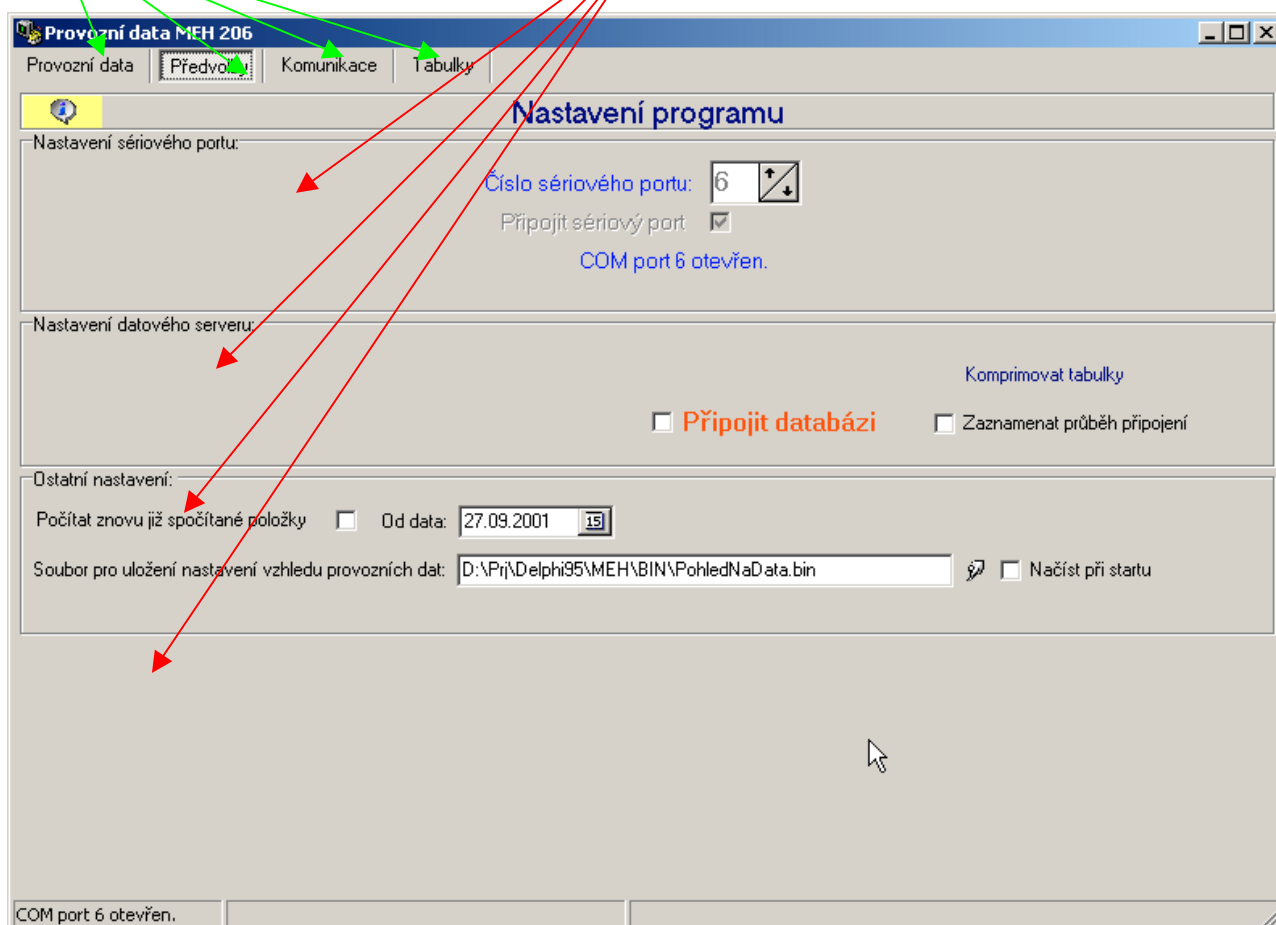 Provozní data MEH 206
Provozní data Předvolby Komunikace Tabulky
Nastavení programu
Nastavení sériového portu:
Číslo sériového portu: 6
Připojit sériový port
COM port 6 otevřen.
Nastavení datového serveru:
Komprimovat tabulky
Připojit databázi Zaznamenat průběh připojení
Ostatní nastavení:
Počítat znovu již spočítané položky Od data: 27.09.2001 15
Soubor pro uložení nastavení vzhledu provozních dat: D:\Prj\Delphi95\MEH\BIN\PohledNaData.bin Načíst při startu
COM port 6 otevřen.